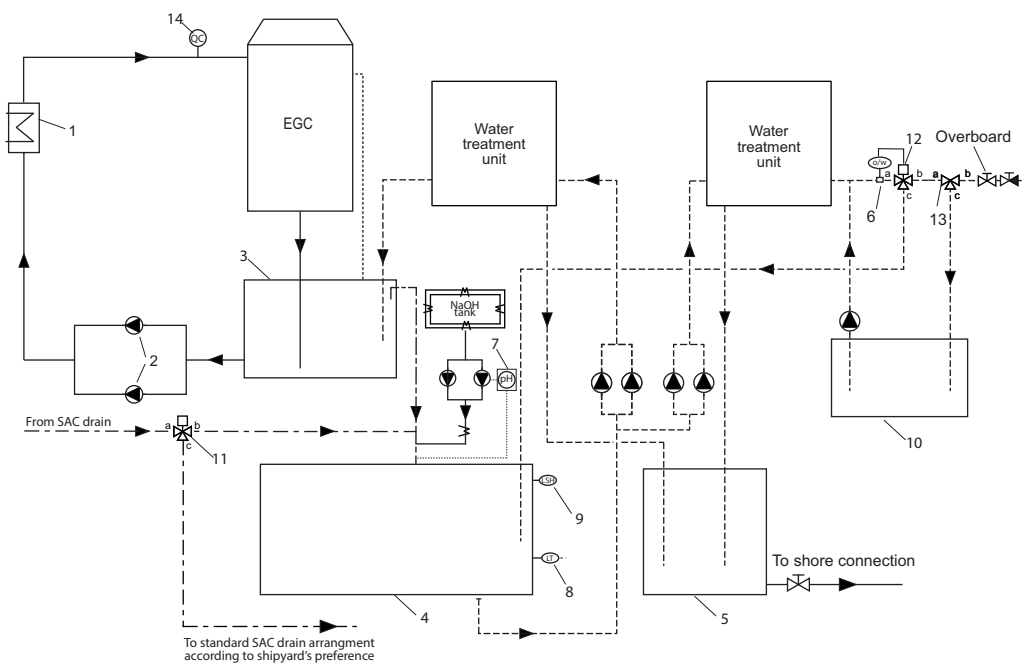 14
QC
EGC
1
Water
treatment
unit
Water
treatment
unit
12
Overboard
o/w
a
b
c
6
a
b
c
13
3
NaOH
tank
7
pH
2
From SAC drain
a
b
c
11
10
LSH
9
LT
8
To shore connection
4
5
To standard SAC drain arrangment
according to shipyard's preference